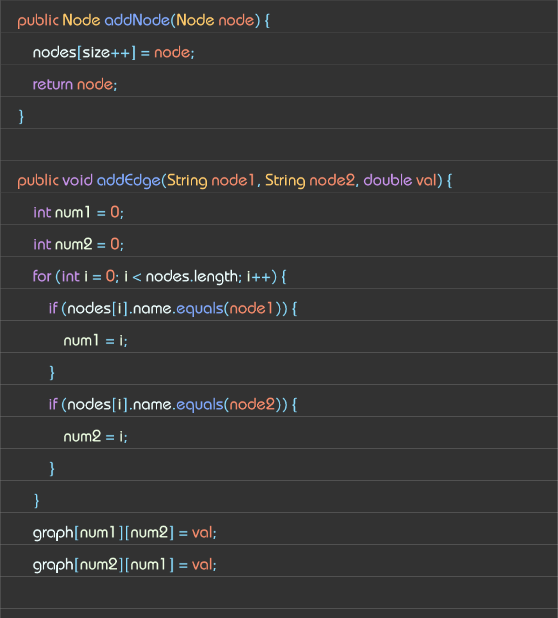 public Node addNode(Node node) {
nodes[size++] = node;
return node;
}
public void addEdge(String node1, String node2, double val) {
int num1 = 0;
int num2 = 0;
for (int i = 0; i < nodes.length; i++) {
if (nodes[i].name.equals(node1)) {
num1 = i;
}
if (nodes[i].name.equals(node2)) {
num2 = i;
}
}
graph[num1][num2] = val;
graph[num2][num1] = val;